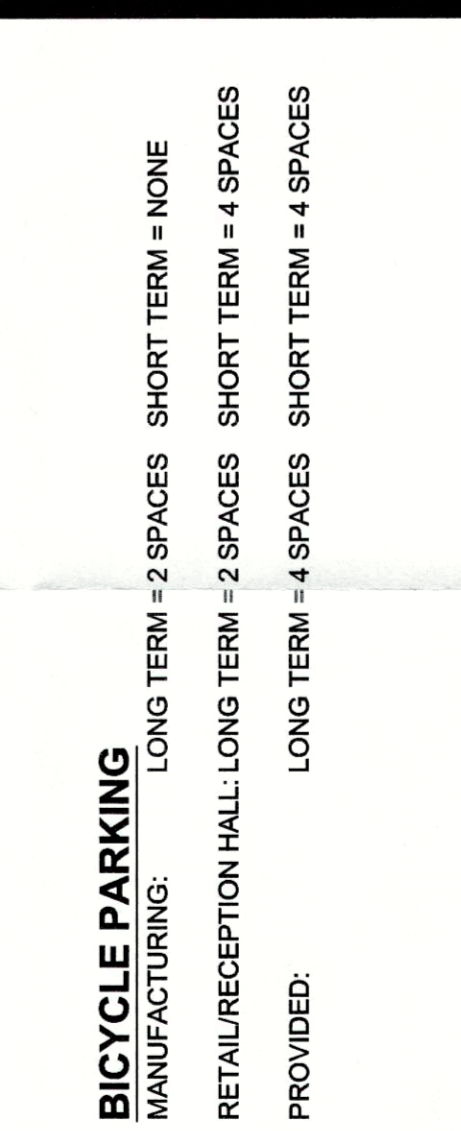 BICYCLE PARKING
MANUFACTURING: LONG TERM = 2 SPACES SHORT TERM = NONE
RETAIL/RECEPTION HALL: LONG TERM = 2 SPACES SHORT TERM = 4 SPACES
PROVIDED: LONG TERM = 4 SPACES SHORT TERM = 4 SPACES